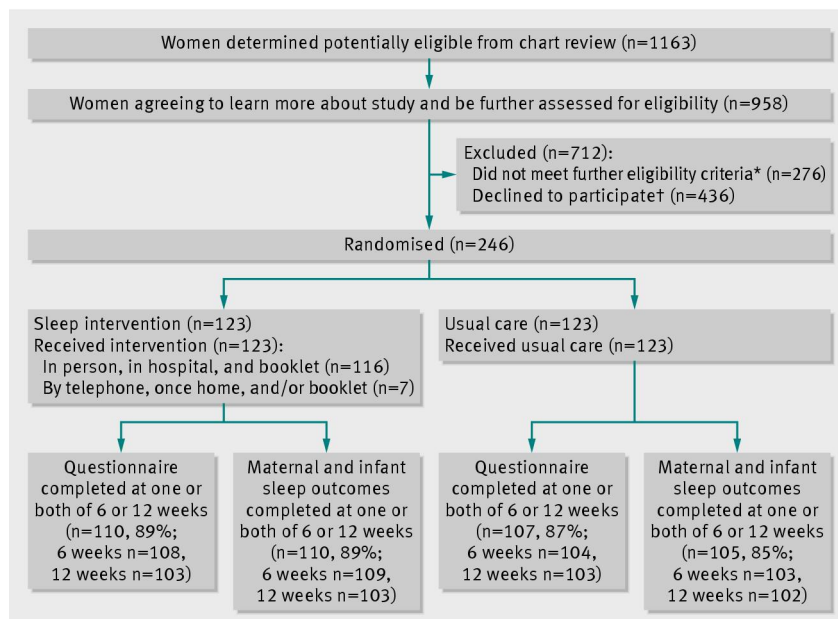 Women determined potentially eligible from chart review (n=1163)
Women agreeing to learn more about study and be further assessed for eligibility (n=958)
Excluded (n=712):
Did not meet further eligibility criteria* (n=276)
Declined to participate† (n=436)
Randomised (n=246)
Sleep intervention (n=123)
Received intervention (n=123):
In person, in hospital, and booklet (n=116)
By telephone, once home, and/or booklet (n=7)
Usual care (n=123)
Received usual care (n=123)
Questionnaire
completed at one or
both of 6 or 12 weeks
(n=110, 89%;
6 weeks n=108,
12 weeks n=103)
Maternal and infant
sleep outcomes
completed at one or
both of 6 or 12 weeks
(n=110, 89%;
6 weeks n=109,
12 weeks n=103)
Questionnaire
completed at one or
both of 6 or 12 weeks
(n=107, 87%;
6 weeks n=104,
12 weeks n=103)
Maternal and infant
sleep outcomes
completed at one or
both of 6 or 12 weeks
(n=105, 85%;
6 weeks n=103,
12 weeks n=102)